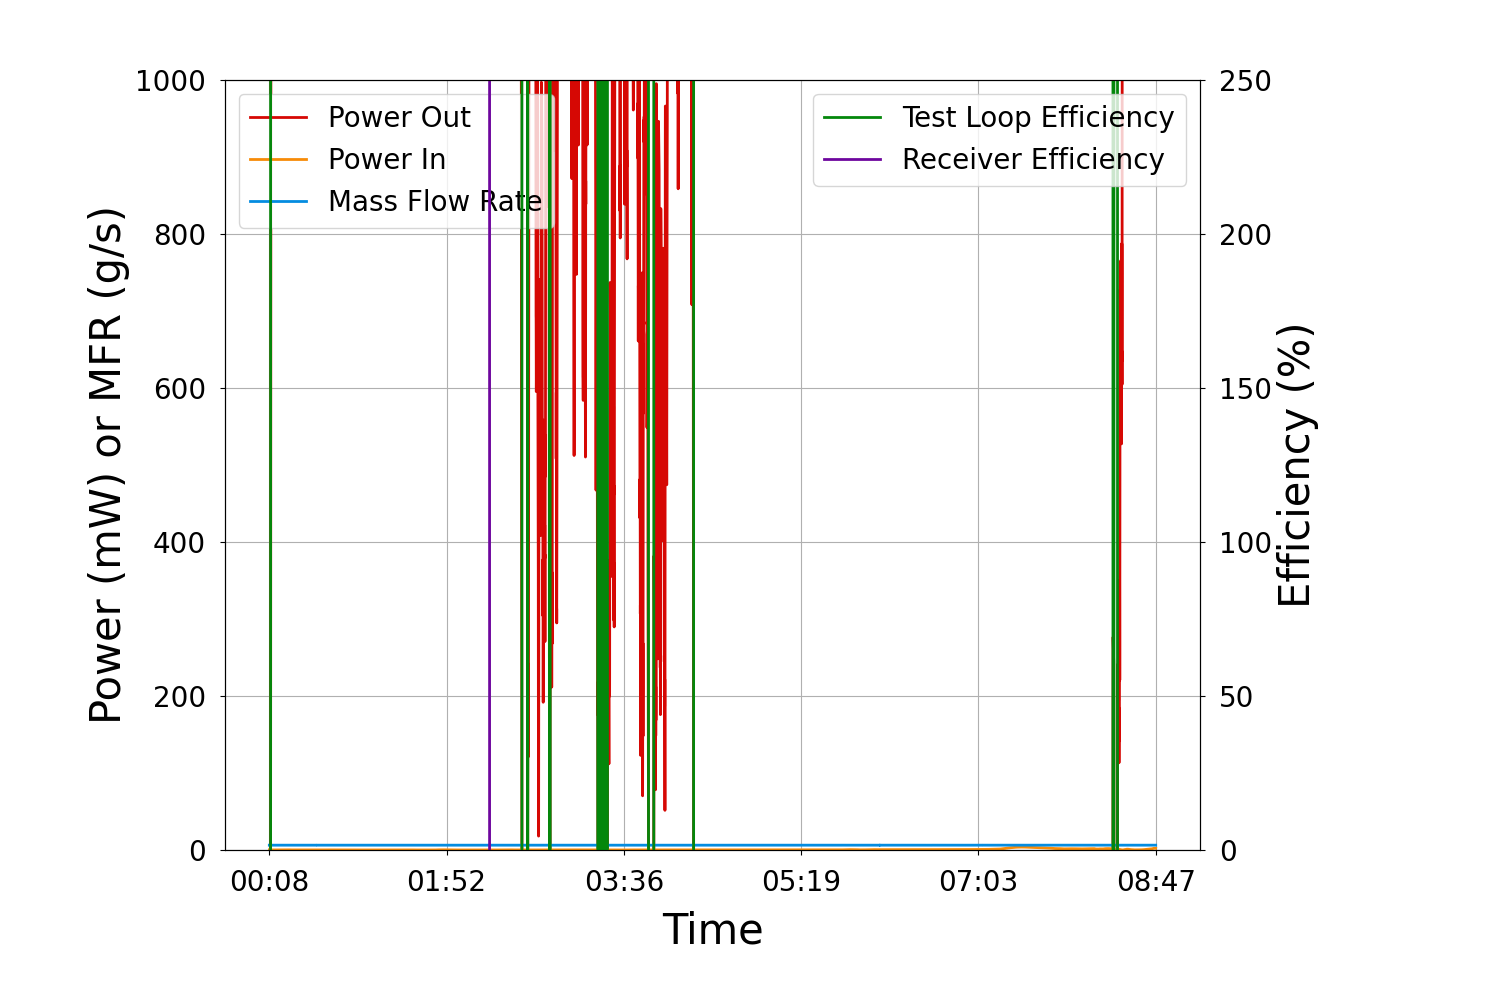 1000
800
600
400
200
0
Power (mW) or MFR (g/s)
Power Out
Power In
Mass Flow Rate
Test Loop Efficiency
Receiver Efficiency
250
200
150
100
50
0
Efficiency (%)
00:08 01:52 03:36 05:19 07:03 08:47
Time